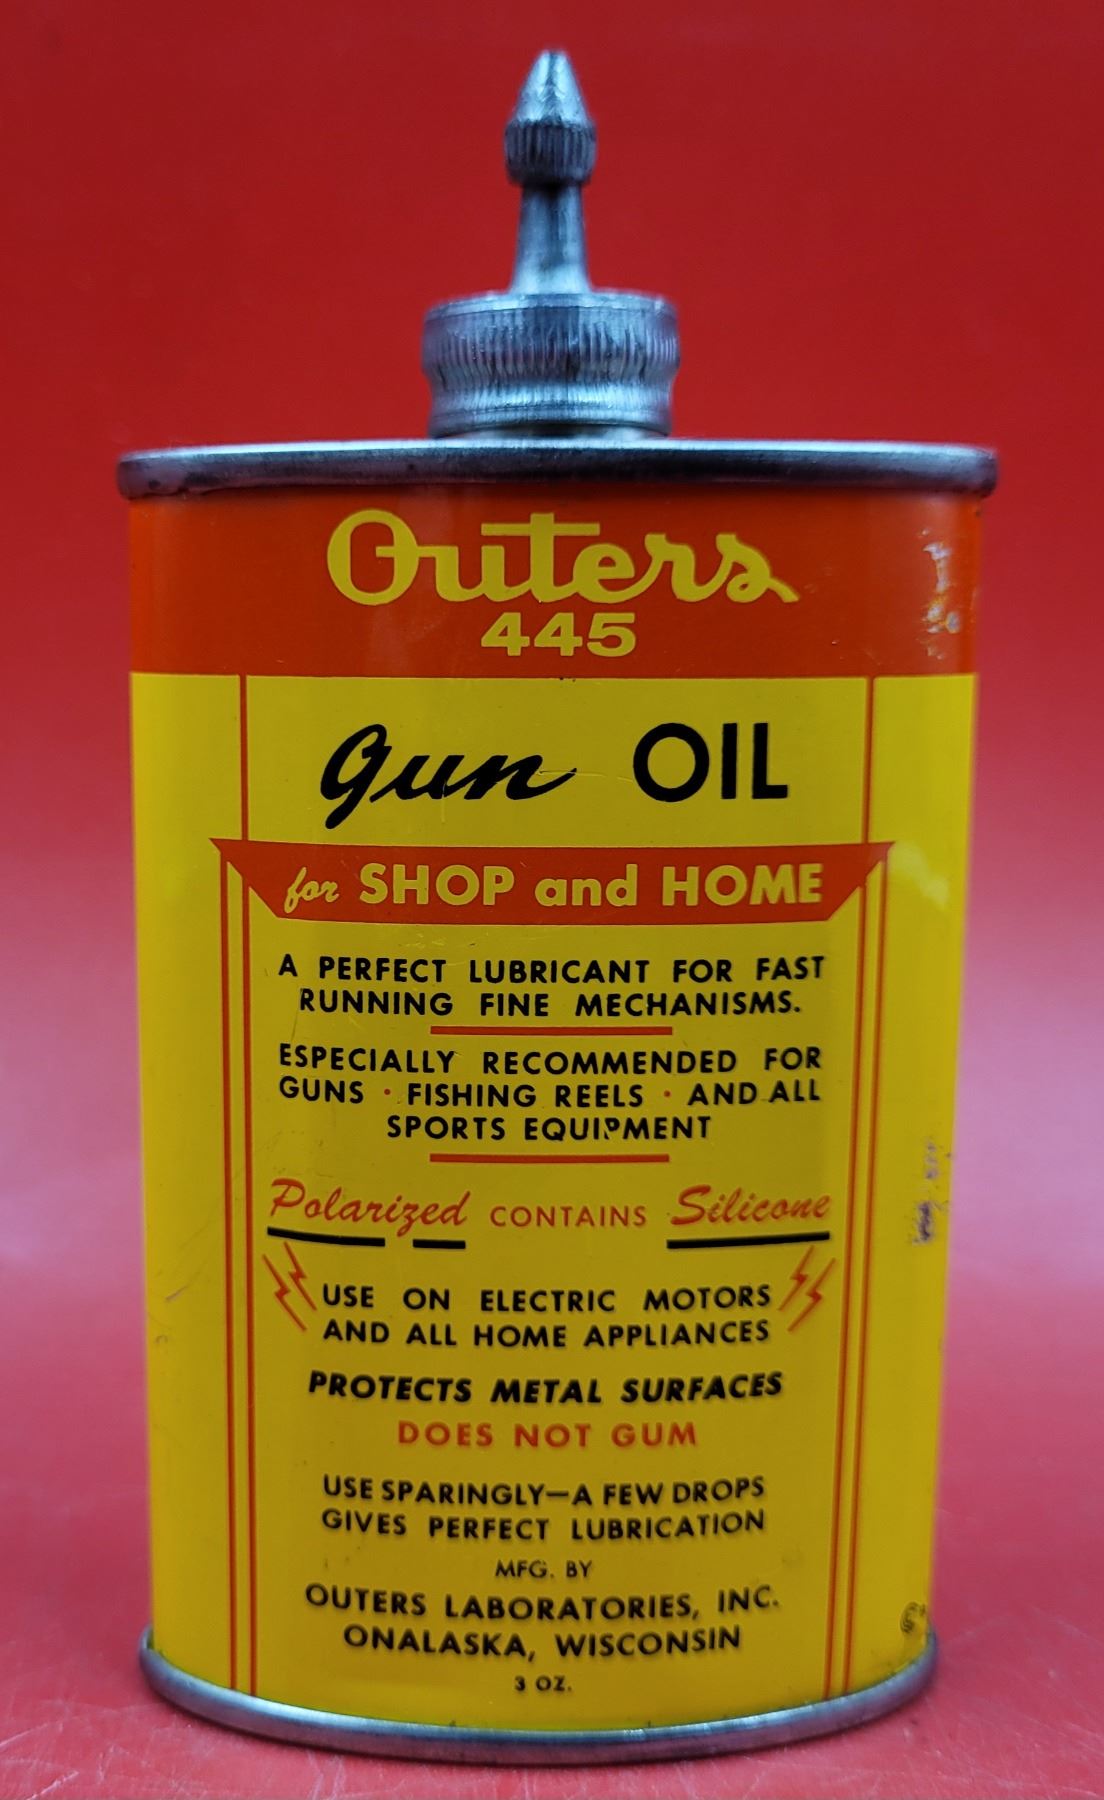 Outers
445
Gun OIL
for SHOP and HOME
A PERFECT LUBRICANT FOR FAST
RUNNING FINE MECHANISMS.
ESPECIALLY RECOMMENDED FOR
GUNS · FISHING REELS · AND ALL
SPORTS EQUIPMENT
Polarized CONTAINS Silicone
USE ON ELECTRIC MOTORS
AND ALL HOME APPLIANCES
PROTECTS METAL SURFACES
DOES NOT GUM
USE SPARINGLY—A FEW DROPS
GIVES PERFECT LUBRICATION
MFG. BY
OUTERS LABORATORIES, INC.
ONALASKA, WISCONSIN
3 OZ.